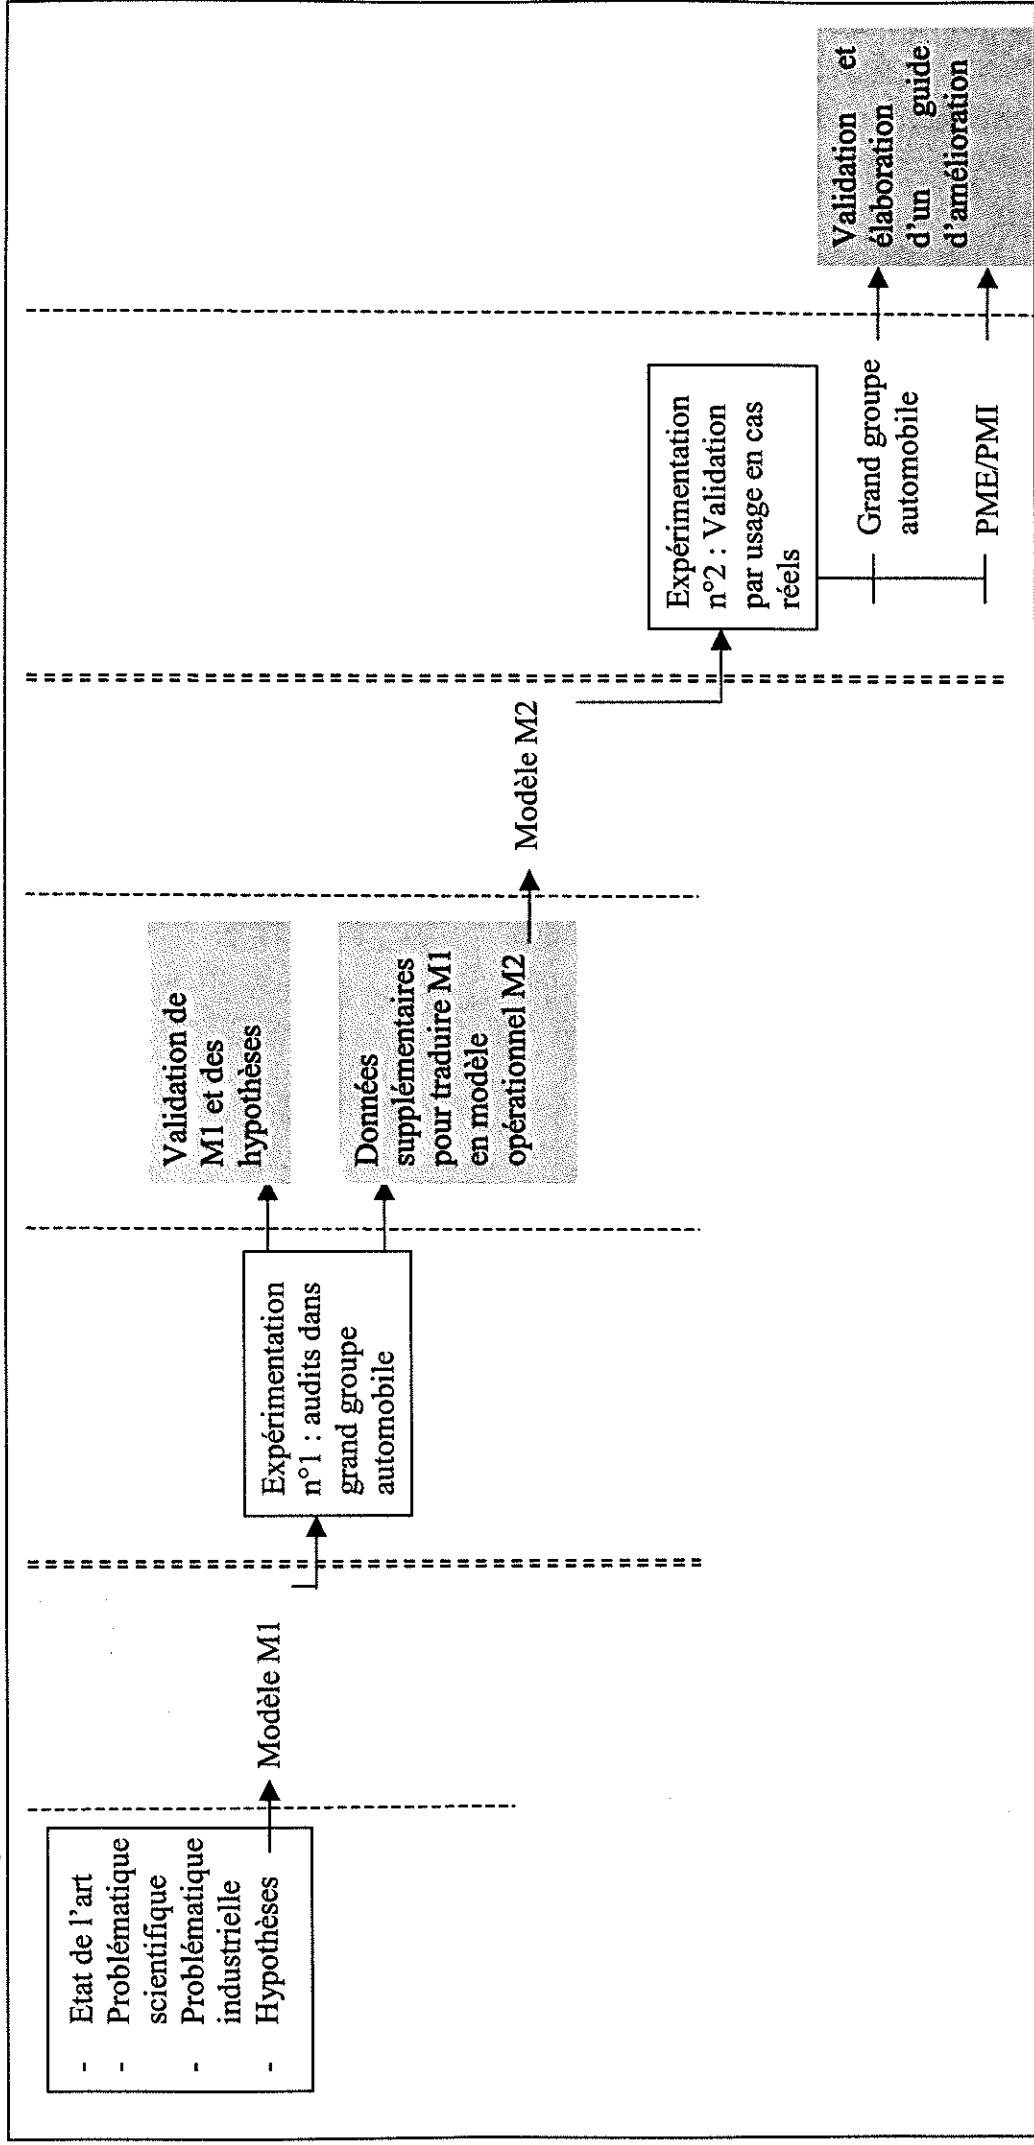 - Etat de l'art
- Problématique
scientifique
- Problématique
industrielle
- Hypothèses
Modèle M1
Expérimentation
n°1 : audits dans
grand groupe
automobile
Validation de
M1 et des
hypothèses
Données
supplémentaires
pour traduire M1
en modèle
opérationnel M2
Modèle M2
Expérimentation
n°2 : Validation
par usage en cas
réels
Grand groupe
automobile
PME/PMI
Validation et
élaboration
d'un guide
d'amélioration